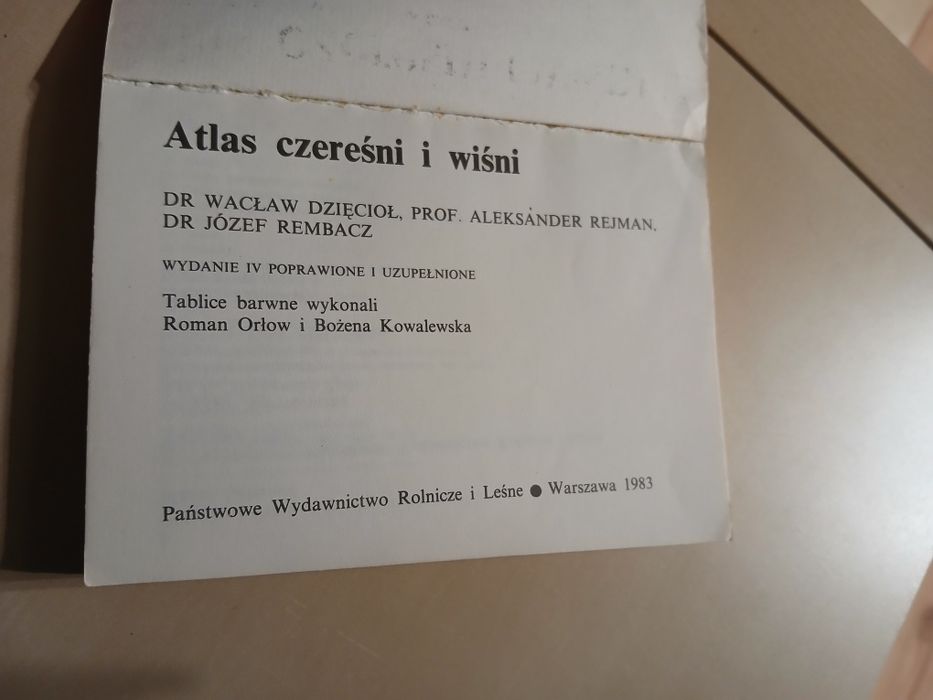 Atlas czereśni i wiśni
DR WACŁAW DZIĘCIOŁ, PROF. ALEKSANDER REJMAN,
DR JÓZEF REMBACZ
WYDANIE IV POPRAWIONE I UZUPEŁNIONE
Tablice barwne wykonali
Roman Orłow i Bożena Kowalewska
Państwowe Wydawnictwo Rolnicze i Leśne ● Warszawa 1983